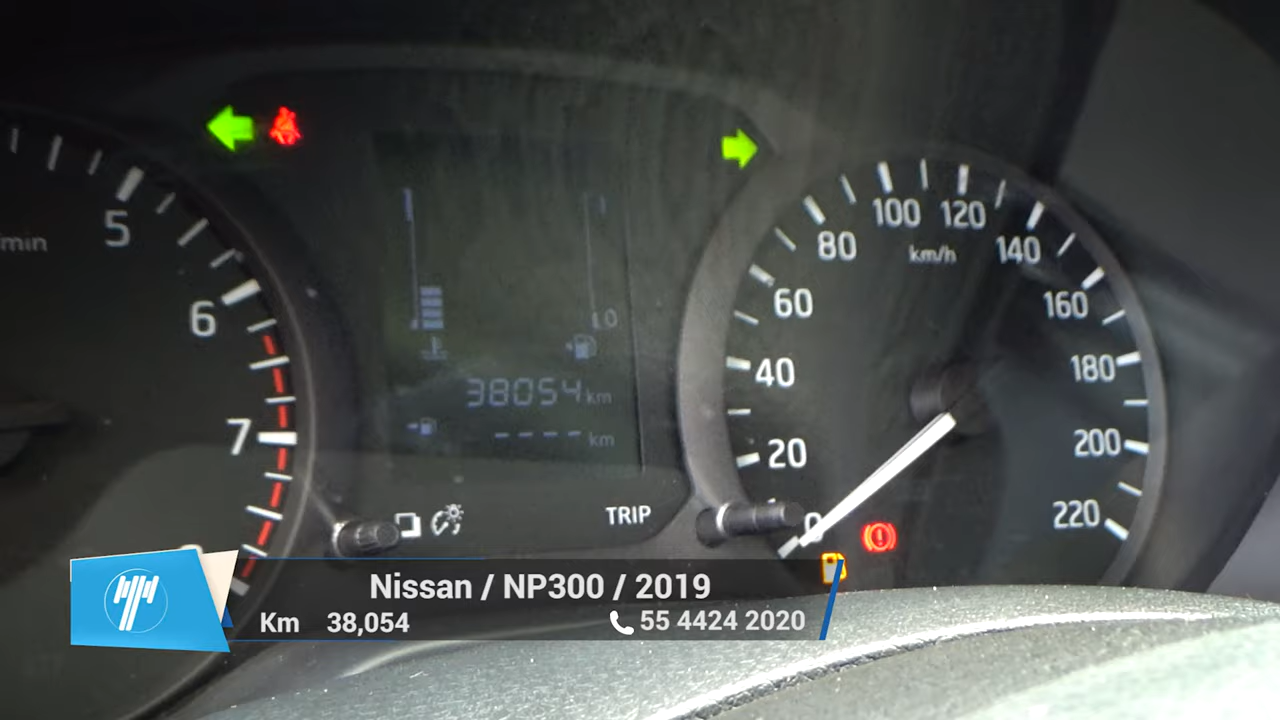 5
/min
6
7
10
38054 km
---- km
TRIP
0
20
40
60
80
100
120
140
160
180
200
220
km/h
Nissan / NP300 / 2019
Km 38,054
55 4424 2020